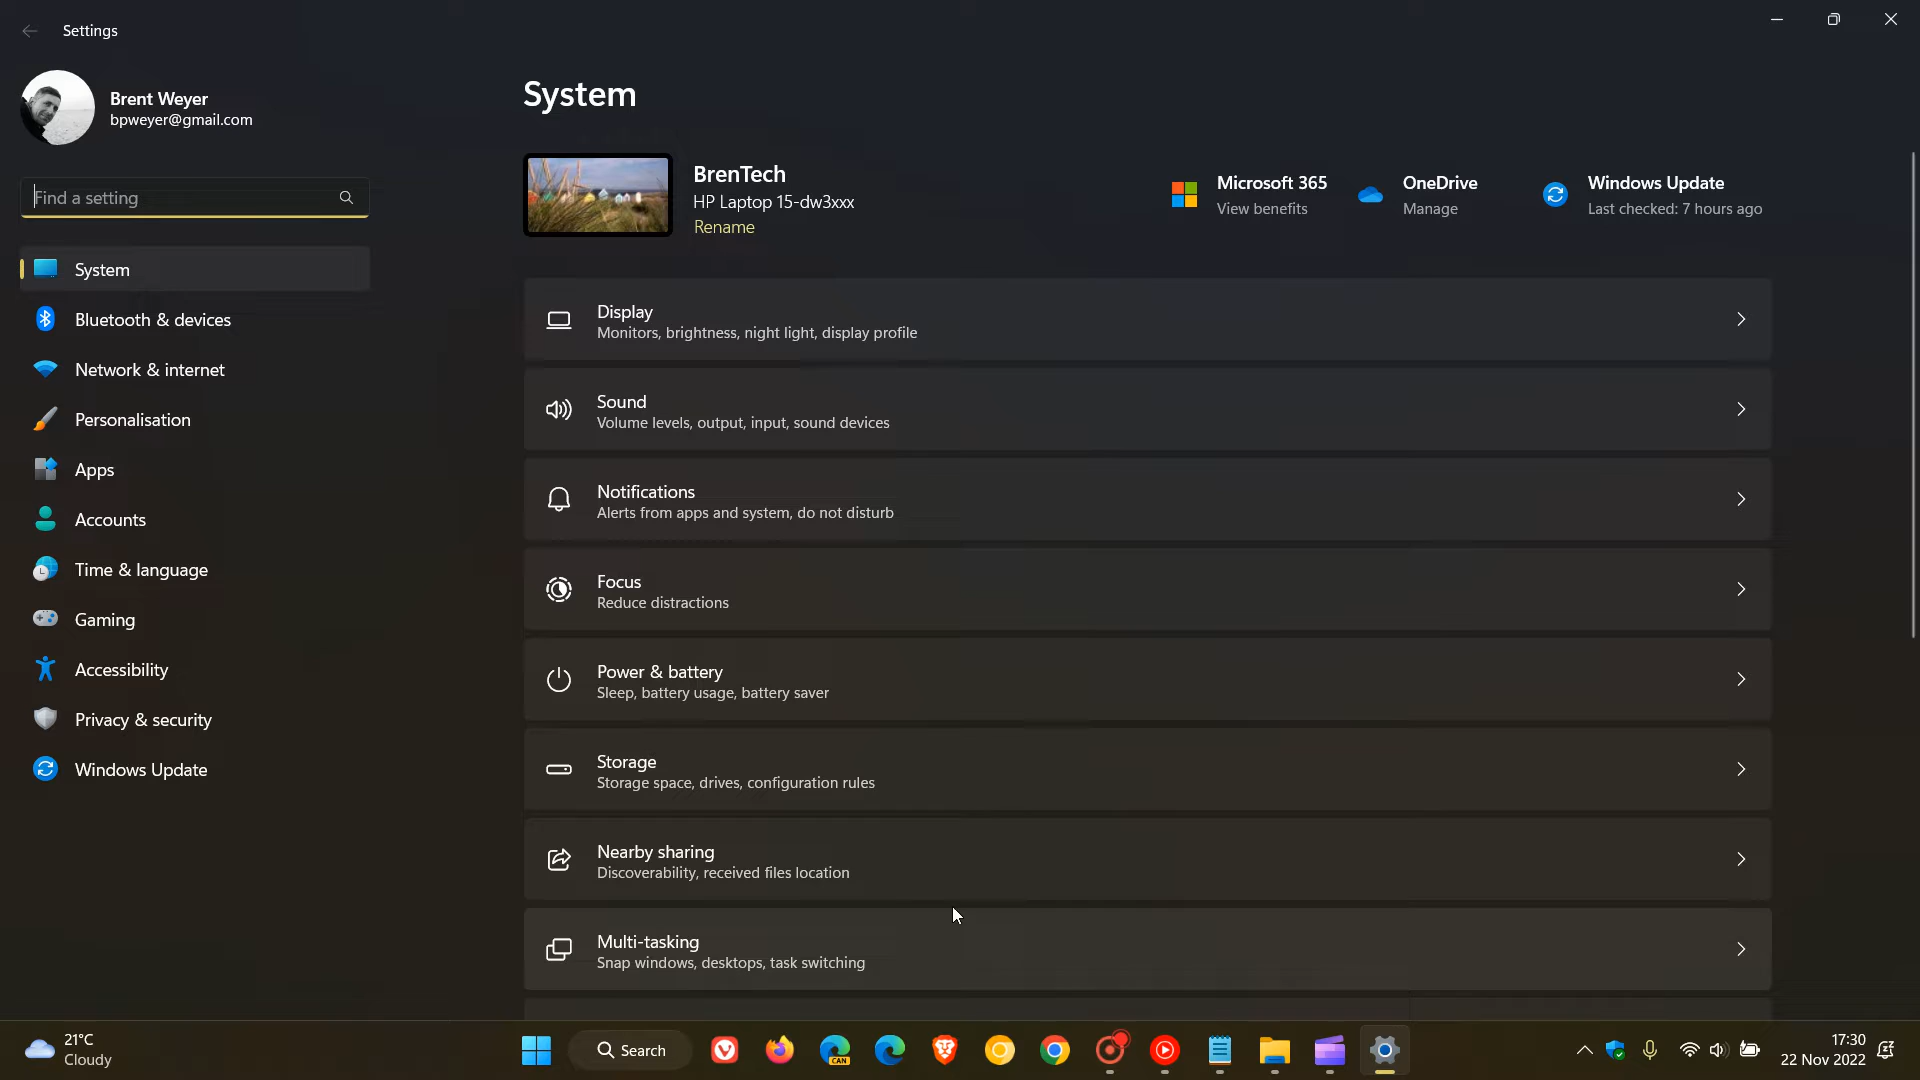 Settings
Brent Weyer
bpweyer@gmail.com
Find a setting
System
Bluetooth & devices
Network & internet
Personalisation
Apps
Accounts
Time & language
Gaming
Accessibility
Privacy & security
Windows Update
System
BrenTech
HP Laptop 15-dw3xxx
Rename
Microsoft 365
View benefits
OneDrive
Manage
Windows Update
Last checked: 7 hours ago
Display
Monitors, brightness, night light, display profile
Sound
Volume levels, output, input, sound devices
Notifications
Alerts from apps and system, do not disturb
Focus
Reduce distractions
Power & battery
Sleep, battery usage, battery saver
Storage
Storage space, drives, configuration rules
Nearby sharing
Discoverability, received files location
Multi-tasking
Snap windows, desktops, task switching
21°C
Cloudy
Search
CAN
17:30
22 Nov 2022